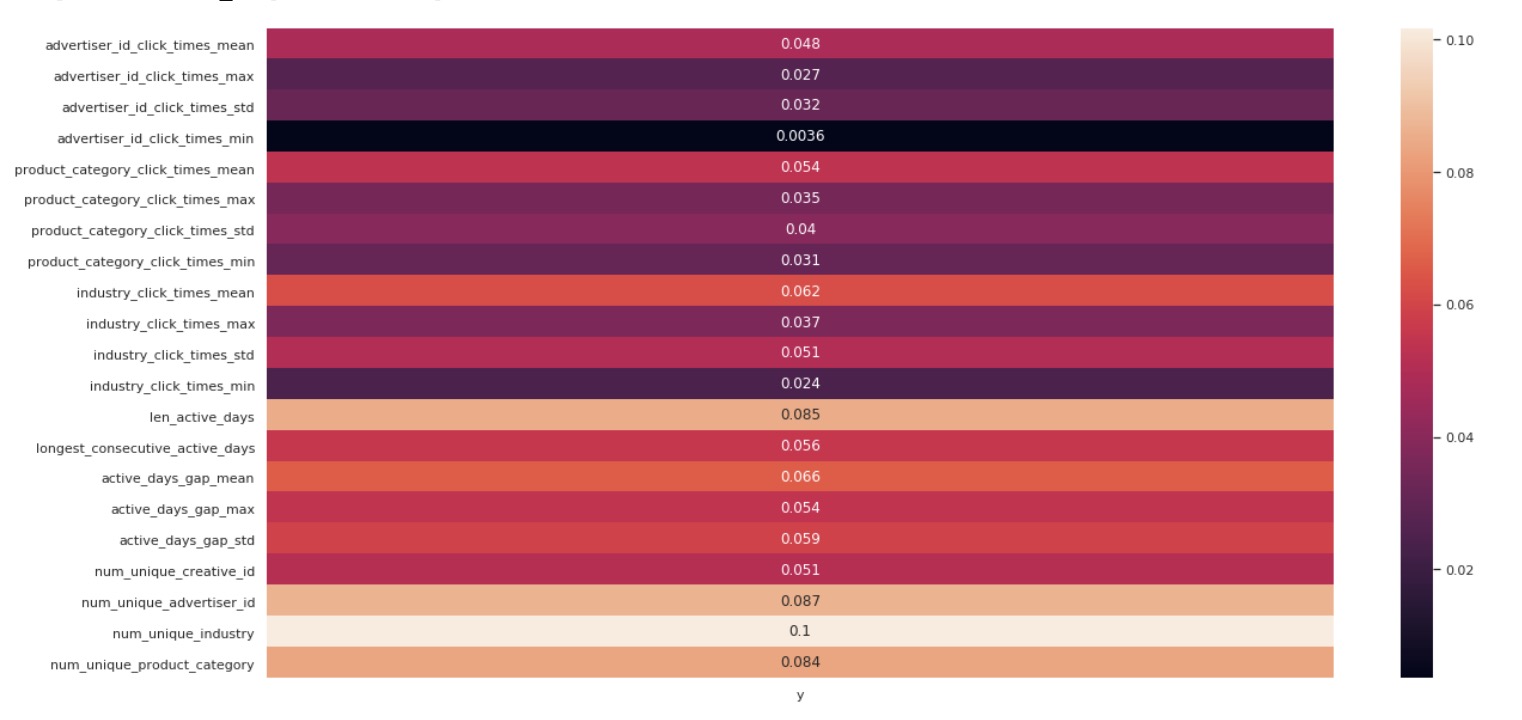 advertiser_id_click_times_mean 0.048
advertiser_id_click_times_max 0.027
advertiser_id_click_times_std 0.032
advertiser_id_click_times_min 0.0036
product_category_click_times_mean 0.054
product_category_click_times_max 0.035
product_category_click_times_std 0.04
product_category_click_times_min 0.031
industry_click_times_mean 0.062
industry_click_times_max 0.037
industry_click_times_std 0.051
industry_click_times_min 0.024
len_active_days 0.085
longest_consecutive_active_days 0.056
active_days_gap_mean 0.066
active_days_gap_max 0.054
active_days_gap_std 0.059
num_unique_creative_id 0.051
num_unique_advertiser_id 0.087
num_unique_industry 0.1
num_unique_product_category 0.084
y
0.10
0.08
0.06
0.04
0.02